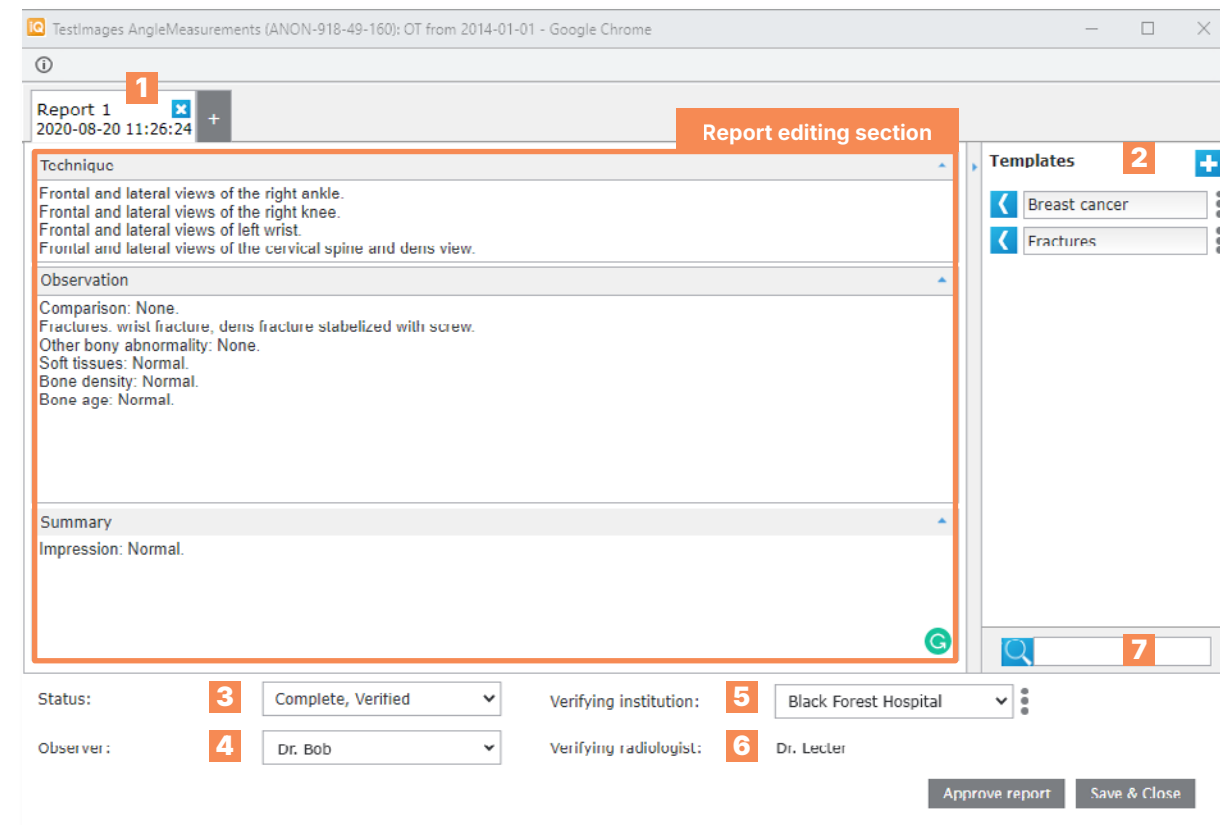 iQ TestImages AngleMeasurements (ANON-918-49-160): OT from 2014-01-01 - Google Chrome
1
Report 1
2020-08-20 11:26:24
+
Report editing section
Technique
Frontal and lateral views of the right ankle.
Frontal and lateral views of the right knee.
Frontal and lateral views of left wrist.
Frontal and lateral views of the cervical spine and dens view.
Observation
Comparison: None.
Fractures: wrist fracture, dens fracture stabelized with screw.
Other bony abnormality: None.
Soft tissues: Normal.
Bone density: Normal.
Bone age: Normal.
Summary
Impression: Normal.
Templates 2
Breast cancer
Fractures
7
Status: 3 Complete, Verified
Verifying institution: 5 Black Forest Hospital
Observer: 4 Dr. Bob
Verifying radiologist: 6 Dr. Lecter
Approve report Save & Close